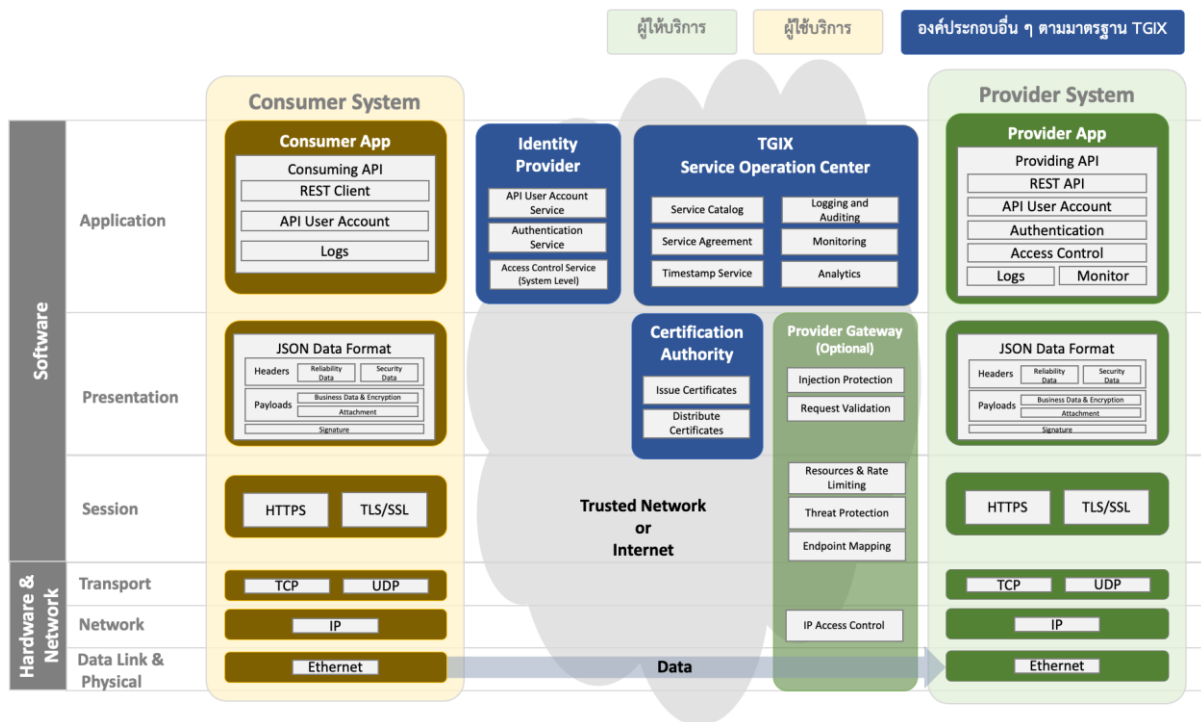 ผู้ให้บริการ
ผู้ใช้บริการ
องค์ประกอบอื่น ๆ ตามมาตรฐาน TGIX
Consumer System
Provider System
Software
Hardware &
Network
Application
Presentation
Session
Transport
Network
Data Link &
Physical
Consumer App
Consuming API
REST Client
API User Account
Logs
JSON Data Format
Headers
Reliability
Data
Security
Data
Payloads
Business Data & Encryption
Attachment
Signature
HTTPS
TLS/SSL
TCP
UDP
IP
Ethernet
Identity
Provider
API User Account
Service
Authentication
Service
Access Control Service
(System Level)
TGIX
Service Operation Center
Service Catalog
Logging and
Auditing
Service Agreement
Monitoring
Timestamp Service
Analytics
Certification
Authority
Issue Certificates
Distribute
Certificates
Provider Gateway
(Optional)
Injection Protection
Request Validation
Resources & Rate
Limiting
Threat Protection
Endpoint Mapping
IP Access Control
Trusted Network
or
Internet
Data
Provider App
Providing API
REST API
API User Account
Authentication
Access Control
Logs
Monitor
JSON Data Format
Headers
Reliability
Data
Security
Data
Payloads
Business Data & Encryption
Attachment
Signature
HTTPS
TLS/SSL
TCP
UDP
IP
Ethernet